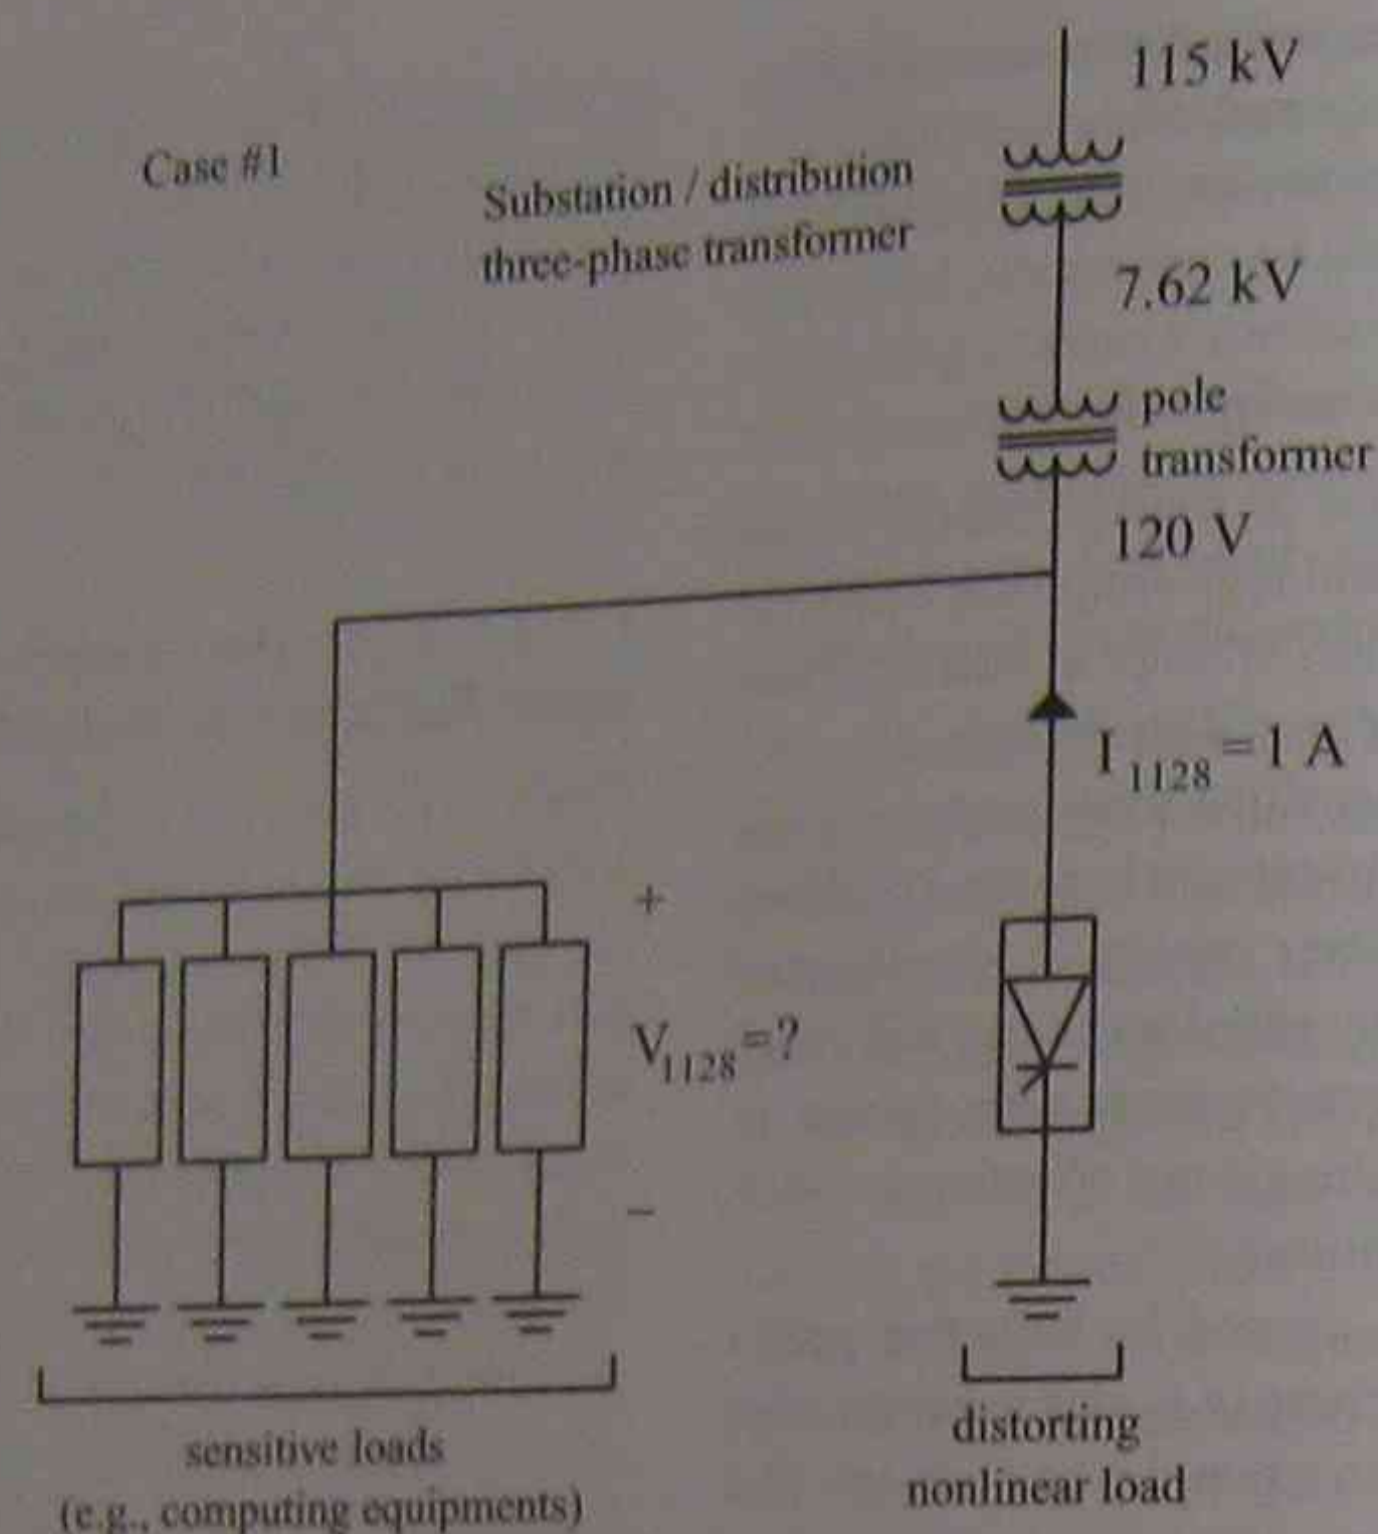 115 kV
Case #1
Substation / distribution
three-phase transformer
7.62 kV
pole
transformer
120 V
I 1128 = 1 A
+
V1128 = ?
−
sensitive loads
(e.g., computing equipments)
distorting
nonlinear load